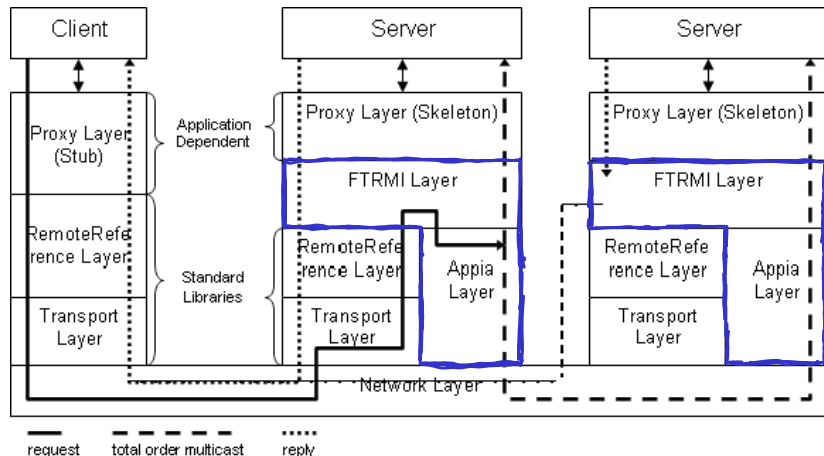 Client
Server
Server
Proxy Layer
(Stub)
Application
Dependent
Proxy Layer (Skeleton)
Proxy Layer (Skeleton)
FTRMI Layer
FTRMI Layer
RemoteRefe
rence Layer
Standard
Libraries
RemoteRefe
rence Layer
Appia
Layer
RemoteRefe
rence Layer
Appia
Layer
Transport
Layer
Transport
Layer
Transport
Layer
Network Layer
request
total order multicast
reply